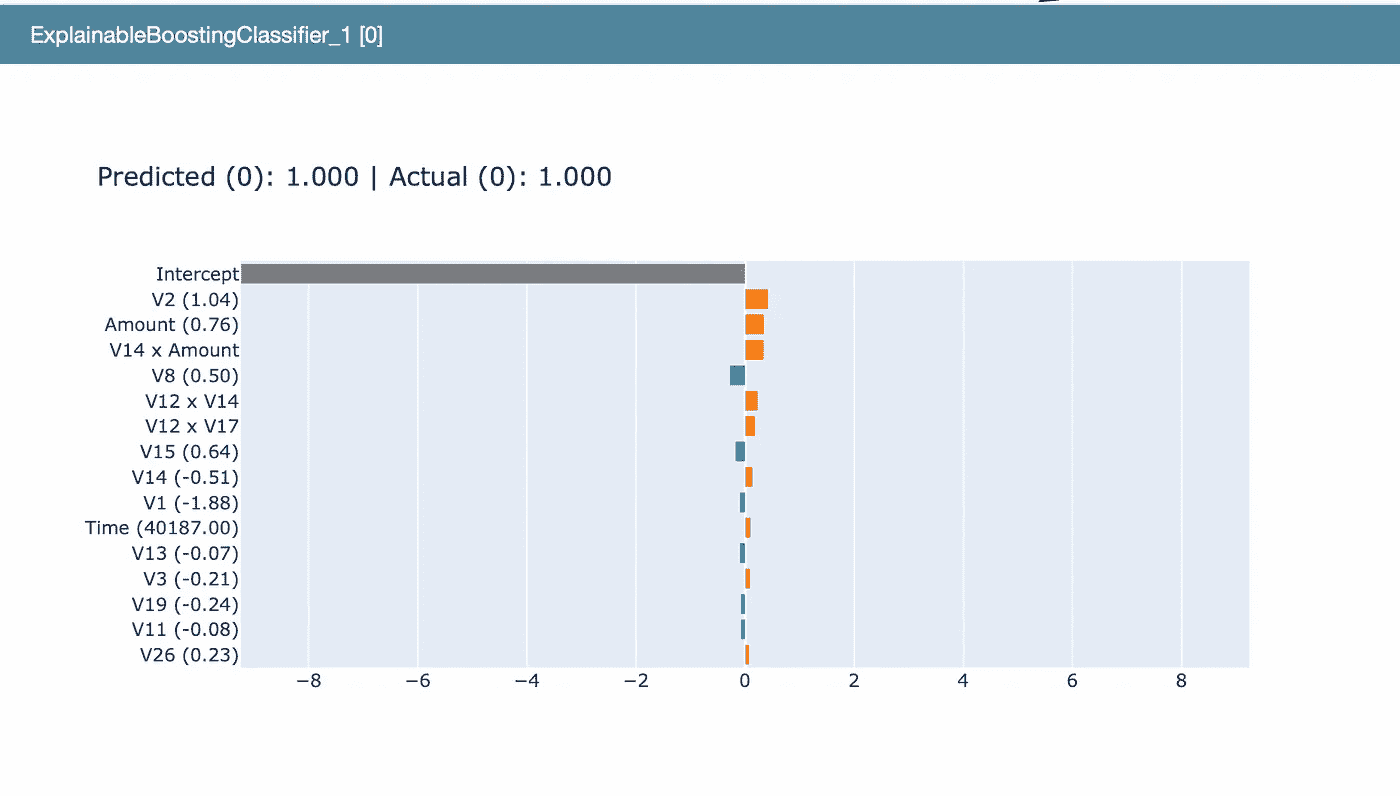 ExplainableBoostingClassifier_1 [0]
Predicted (0): 1.000 | Actual (0): 1.000
Intercept
V2 (1.04)
Amount (0.76)
V14 x Amount
V8 (0.50)
V12 x V14
V12 x V17
V15 (0.64)
V14 (-0.51)
V1 (-1.88)
Time (40187.00)
V13 (-0.07)
V3 (-0.21)
V19 (-0.24)
V11 (-0.08)
V26 (0.23)
−8 −6 −4 −2 0 2 4 6 8